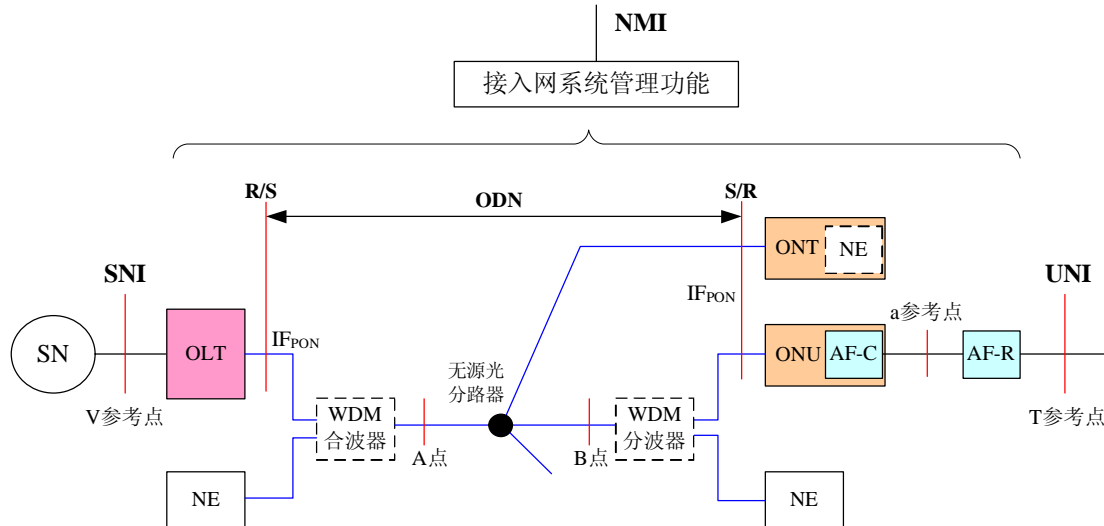 NMI
接入网系统管理功能
R/S
S/R
ODN
ONT
NE
SNI
UNI
IFPON
a参考点
SN
OLT
IFPON
无源光
分路器
ONU
AF-C
AF-R
V参考点
WDM
合波器
A点
B点
WDM
分波器
T参考点
NE
NE